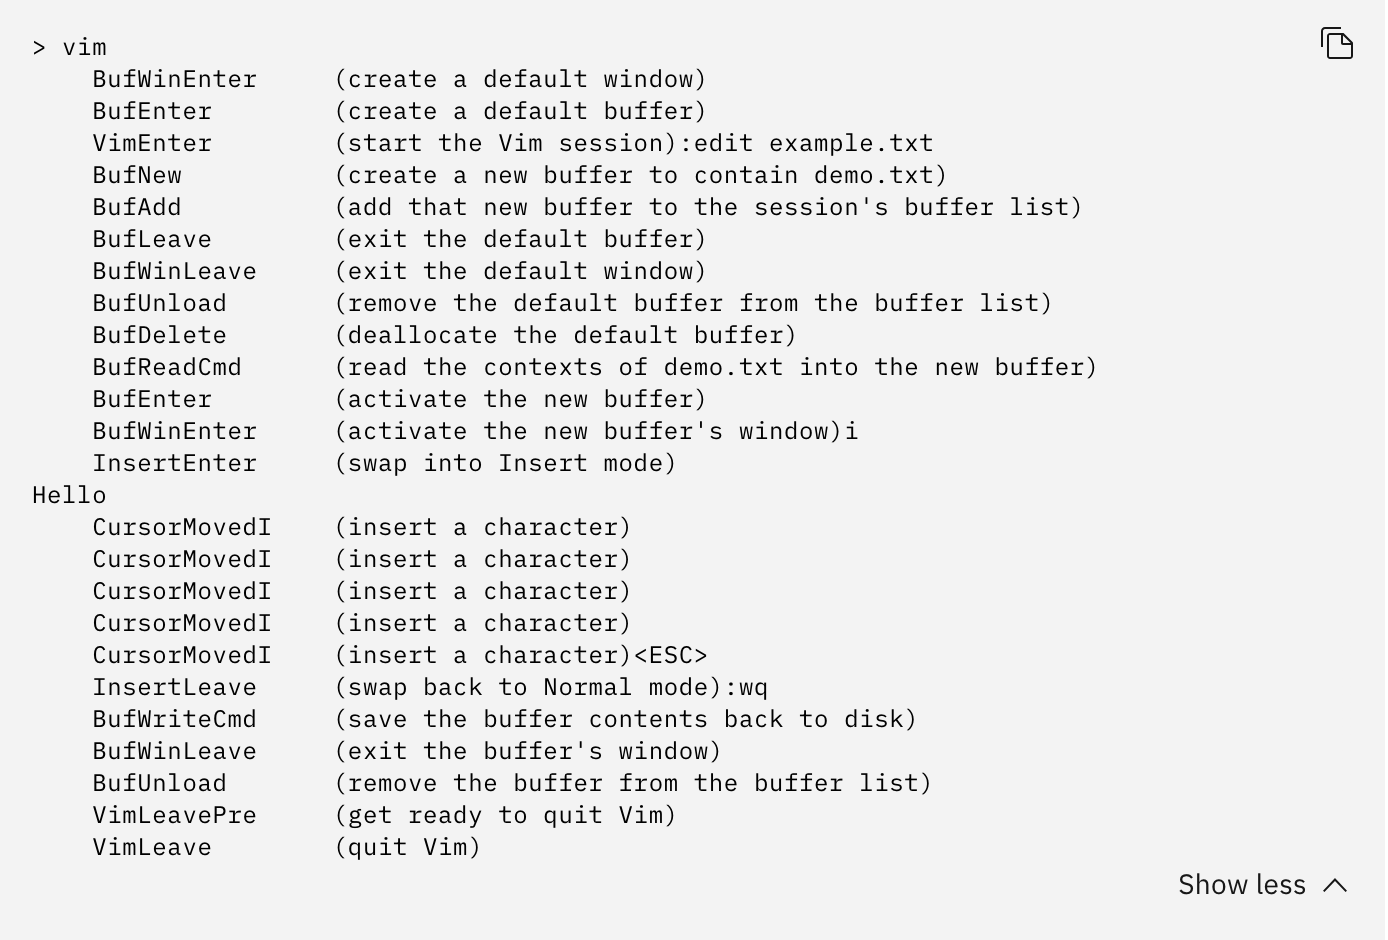 > vim
    BufWinEnter     (create a default window)
    BufEnter        (create a default buffer)
    VimEnter        (start the Vim session):edit example.txt
    BufNew          (create a new buffer to contain demo.txt)
    BufAdd          (add that new buffer to the session's buffer list)
    BufLeave        (exit the default buffer)
    BufWinLeave     (exit the default window)
    BufUnload       (remove the default buffer from the buffer list)
    BufDelete       (deallocate the default buffer)
    BufReadCmd      (read the contexts of demo.txt into the new buffer)
    BufEnter        (activate the new buffer)
    BufWinEnter     (activate the new buffer's window)i
    InsertEnter     (swap into Insert mode)
Hello
    CursorMovedI    (insert a character)
    CursorMovedI    (insert a character)
    CursorMovedI    (insert a character)
    CursorMovedI    (insert a character)
    CursorMovedI    (insert a character)<ESC>
    InsertLeave     (swap back to Normal mode):wq
    BufWriteCmd     (save the buffer contents back to disk)
    BufWinLeave     (exit the buffer's window)
    BufUnload       (remove the buffer from the buffer list)
    VimLeavePre     (get ready to quit Vim)
    VimLeave        (quit Vim)
Show less